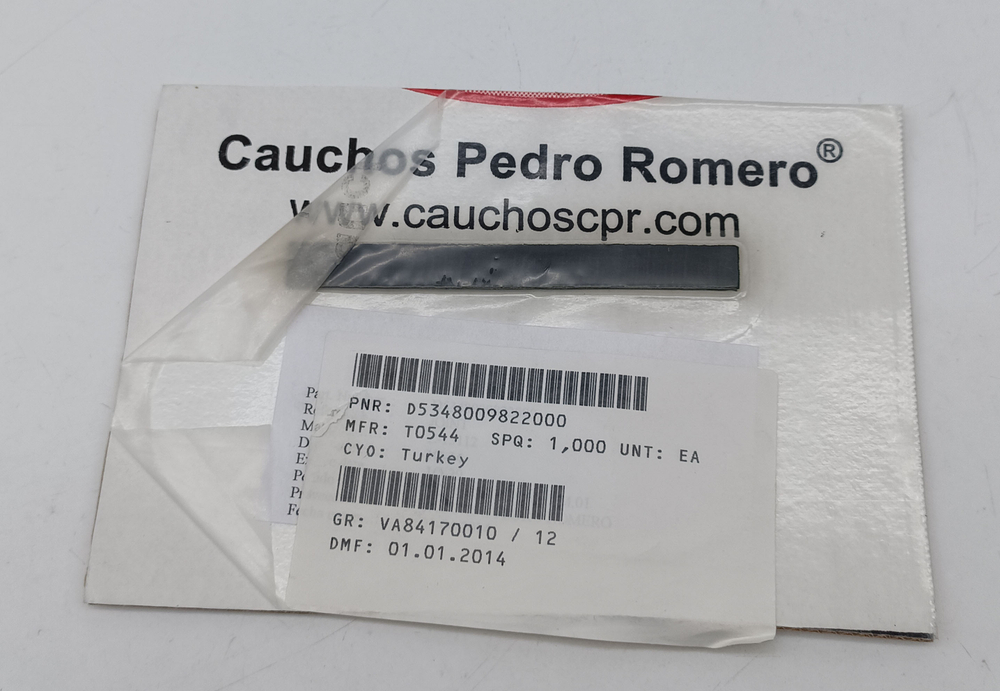 Cauchos Pedro Romero®
www.cauchoscpr.com
PNR: D5348009822000
MFR: T0544 SPQ: 1,000 UNT: EA
CYO: Turkey
GR: VA84170010 / 12
DMF: 01.01.2014